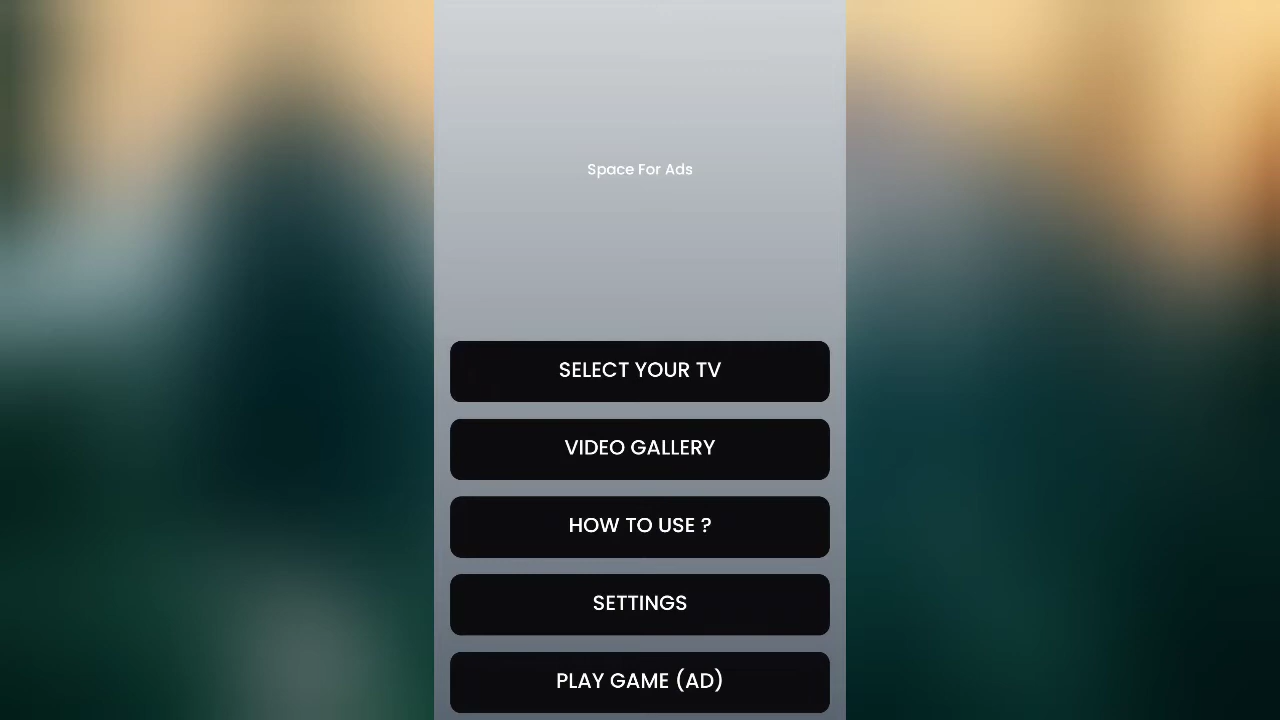 Space For Ads
SELECT YOUR TV
VIDEO GALLERY
HOW TO USE ?
SETTINGS
PLAY GAME (AD)